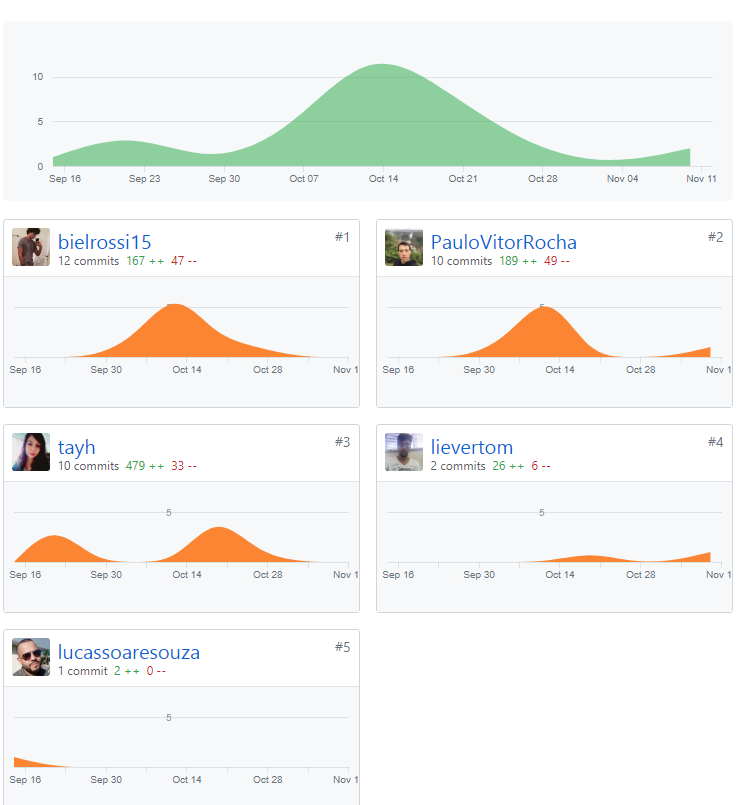 10
5
0
Sep 16 Sep 23 Sep 30 Oct 07 Oct 14 Oct 21 Oct 28 Nov 04 Nov 11
bielrossi15 #1
12 commits 167 ++ 47 --
5
Sep 16 Sep 30 Oct 14 Oct 28 Nov 1
PauloVitorRocha #2
10 commits 189 ++ 49 --
5
Sep 16 Sep 30 Oct 14 Oct 28 Nov 1
tayh #3
10 commits 479 ++ 33 --
5
Sep 16 Sep 30 Oct 14 Oct 28 Nov 1
lievertom #4
2 commits 26 ++ 6 --
5
Sep 16 Sep 30 Oct 14 Oct 28 Nov 1
lucassoaresouza #5
1 commit 2 ++ 0 --
5
Sep 16 Sep 30 Oct 14 Oct 28 Nov 1